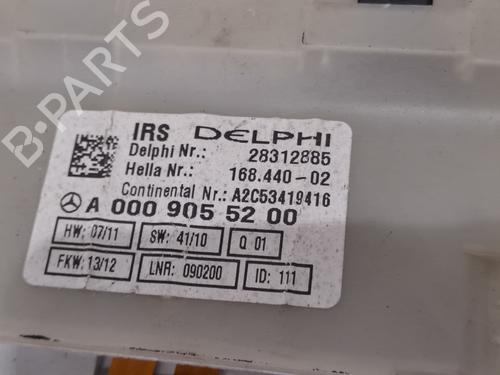 IRS DELPHI
Delphi Nr.: 28312885
Hella Nr.: 168.440-02
Continental Nr.: A2C53419416
A 000 905 52 00
HW: 07/11 SW: 41/10 Q 01
FKW: 13/12 LNR: 090200 ID: 111
B-PARTS